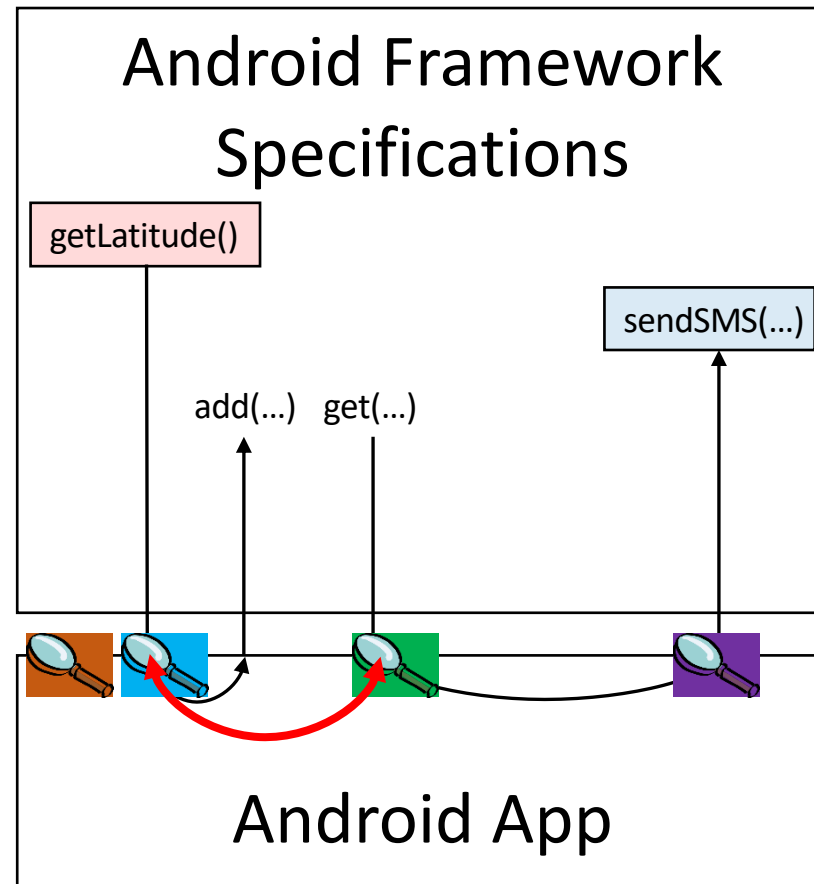 Android Framework
Specifications
getLatitude()
sendSMS(...)
add(...) get(...)
Android App